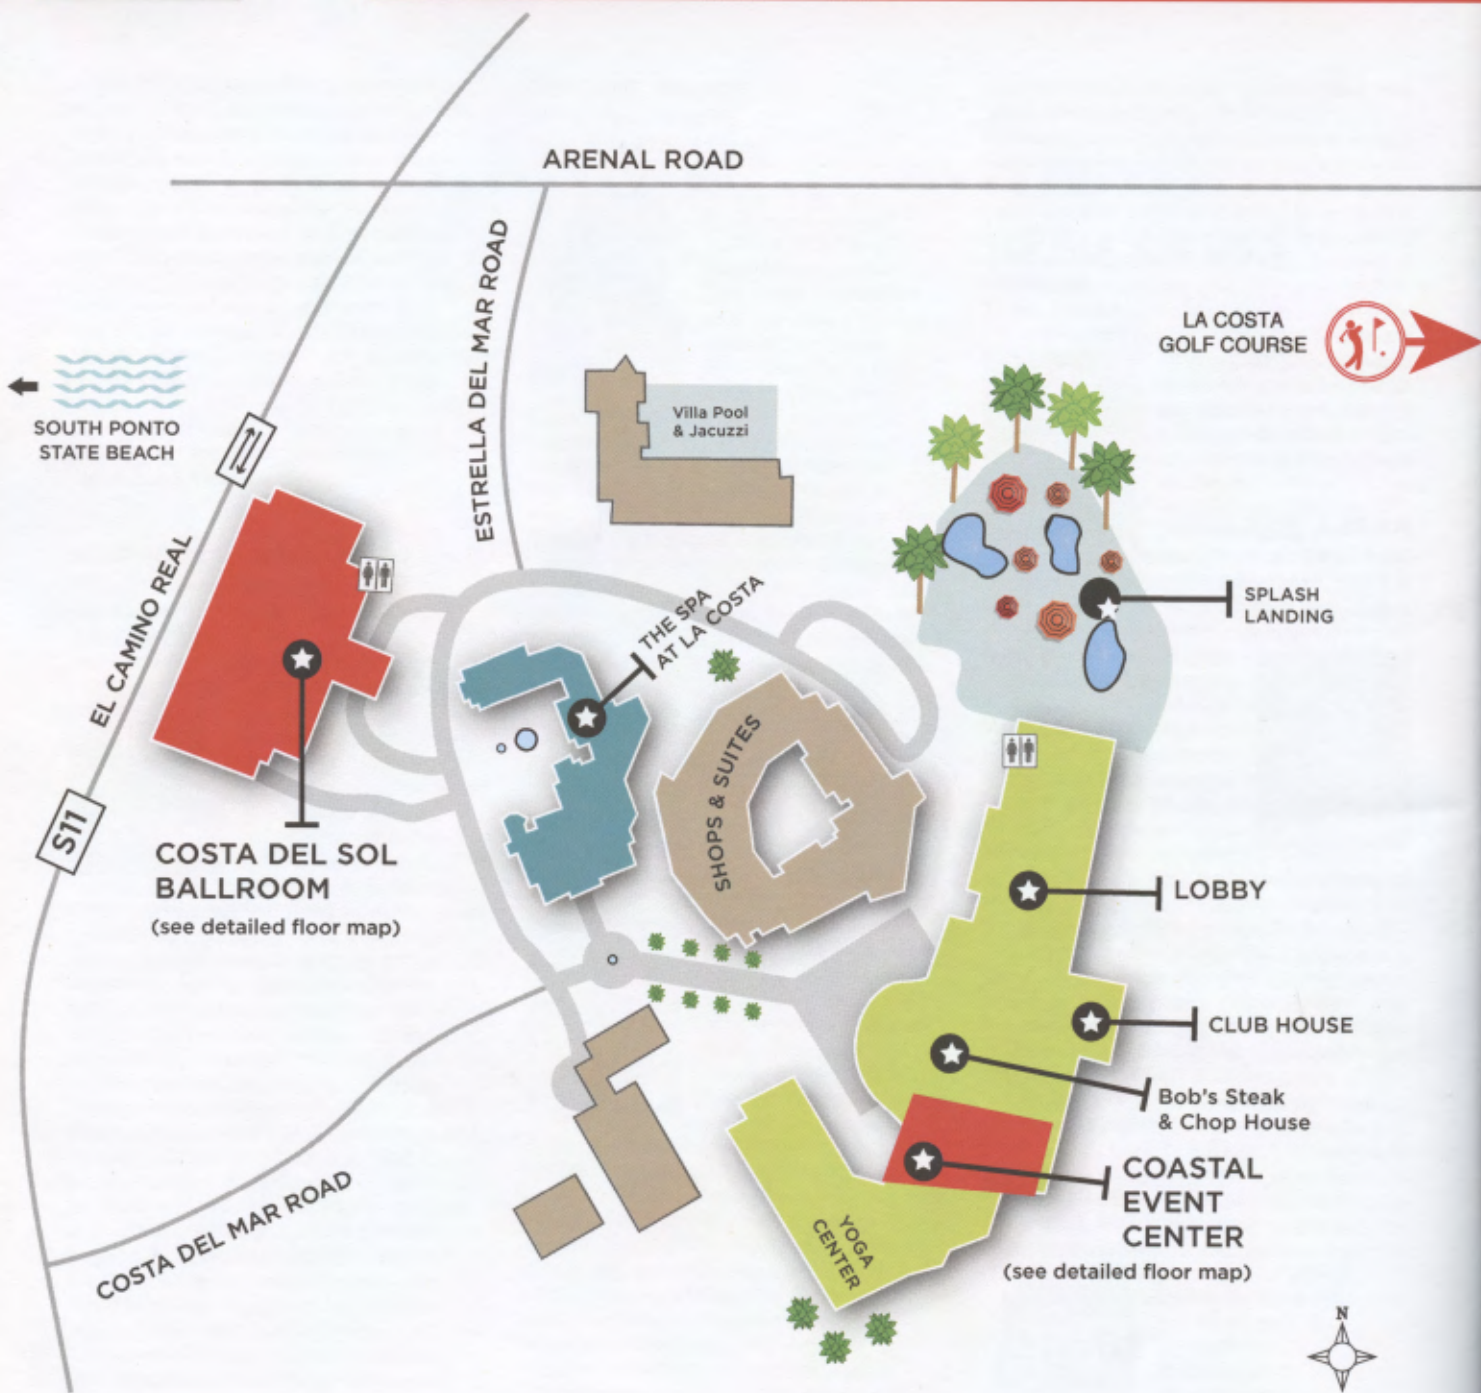 ARENAL ROAD
ESTRELLA DEL MAR ROAD
LA COSTA
GOLF COURSE
Villa Pool
& Jacuzzi
SOUTH PONTO
STATE BEACH
EL CAMINO REAL
THE SPA
AT LA COSTA
SPLASH
LANDING
SHOPS & SUITES
S11
COSTA DEL SOL
BALLROOM
(see detailed floor map)
LOBBY
CLUB HOUSE
Bob's Steak
& Chop House
COASTAL
EVENT
CENTER
(see detailed floor map)
YOGA
CENTER
COSTA DEL MAR ROAD
N